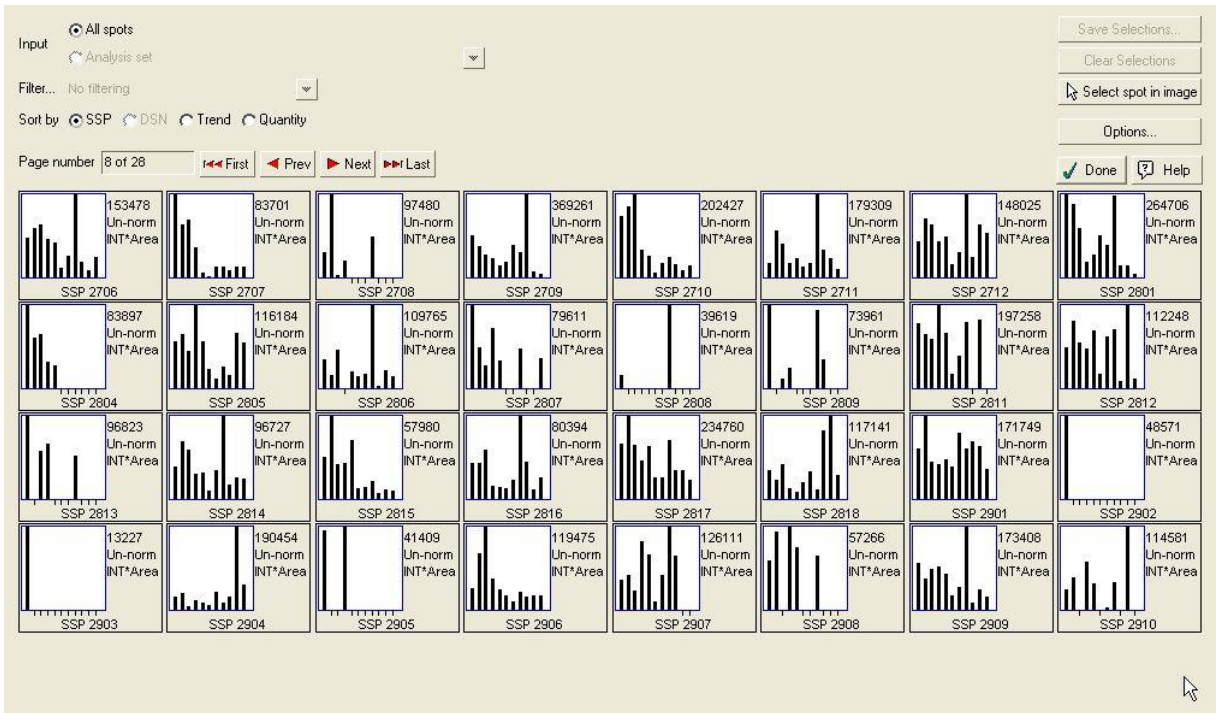 Input
All spots
Analysis set
Filter... No filtering
Sort by SSP DSN Trend Quantity
Page number 8 of 28 First Prev Next Last
Save Selections...
Clear Selections
Select spot in image
Options...
Done Help
153478 83701 97480 369261 202427 179309 148025 264706
Un-norm Un-norm Un-norm Un-norm Un-norm Un-norm Un-norm Un-norm
INT*Area INT*Area INT*Area INT*Area INT*Area INT*Area INT*Area INT*Area
SSP 2706 SSP 2707 SSP 2708 SSP 2709 SSP 2710 SSP 2711 SSP 2712 SSP 2801
83897 116184 109765 79611 39619 73961 197258 112248
Un-norm Un-norm Un-norm Un-norm Un-norm Un-norm Un-norm Un-norm
INT*Area INT*Area INT*Area INT*Area INT*Area INT*Area INT*Area INT*Area
SSP 2804 SSP 2805 SSP 2806 SSP 2807 SSP 2808 SSP 2809 SSP 2811 SSP 2812
96823 96727 57980 80394 234760 117141 171749 48571
Un-norm Un-norm Un-norm Un-norm Un-norm Un-norm Un-norm Un-norm
INT*Area INT*Area INT*Area INT*Area INT*Area INT*Area INT*Area INT*Area
SSP 2813 SSP 2814 SSP 2815 SSP 2816 SSP 2817 SSP 2818 SSP 2901 SSP 2902
13227 190454 41409 119475 126111 57266 173408 114581
Un-norm Un-norm Un-norm Un-norm Un-norm Un-norm Un-norm Un-norm
INT*Area INT*Area INT*Area INT*Area INT*Area INT*Area INT*Area INT*Area
SSP 2903 SSP 2904 SSP 2905 SSP 2906 SSP 2907 SSP 2908 SSP 2909 SSP 2910